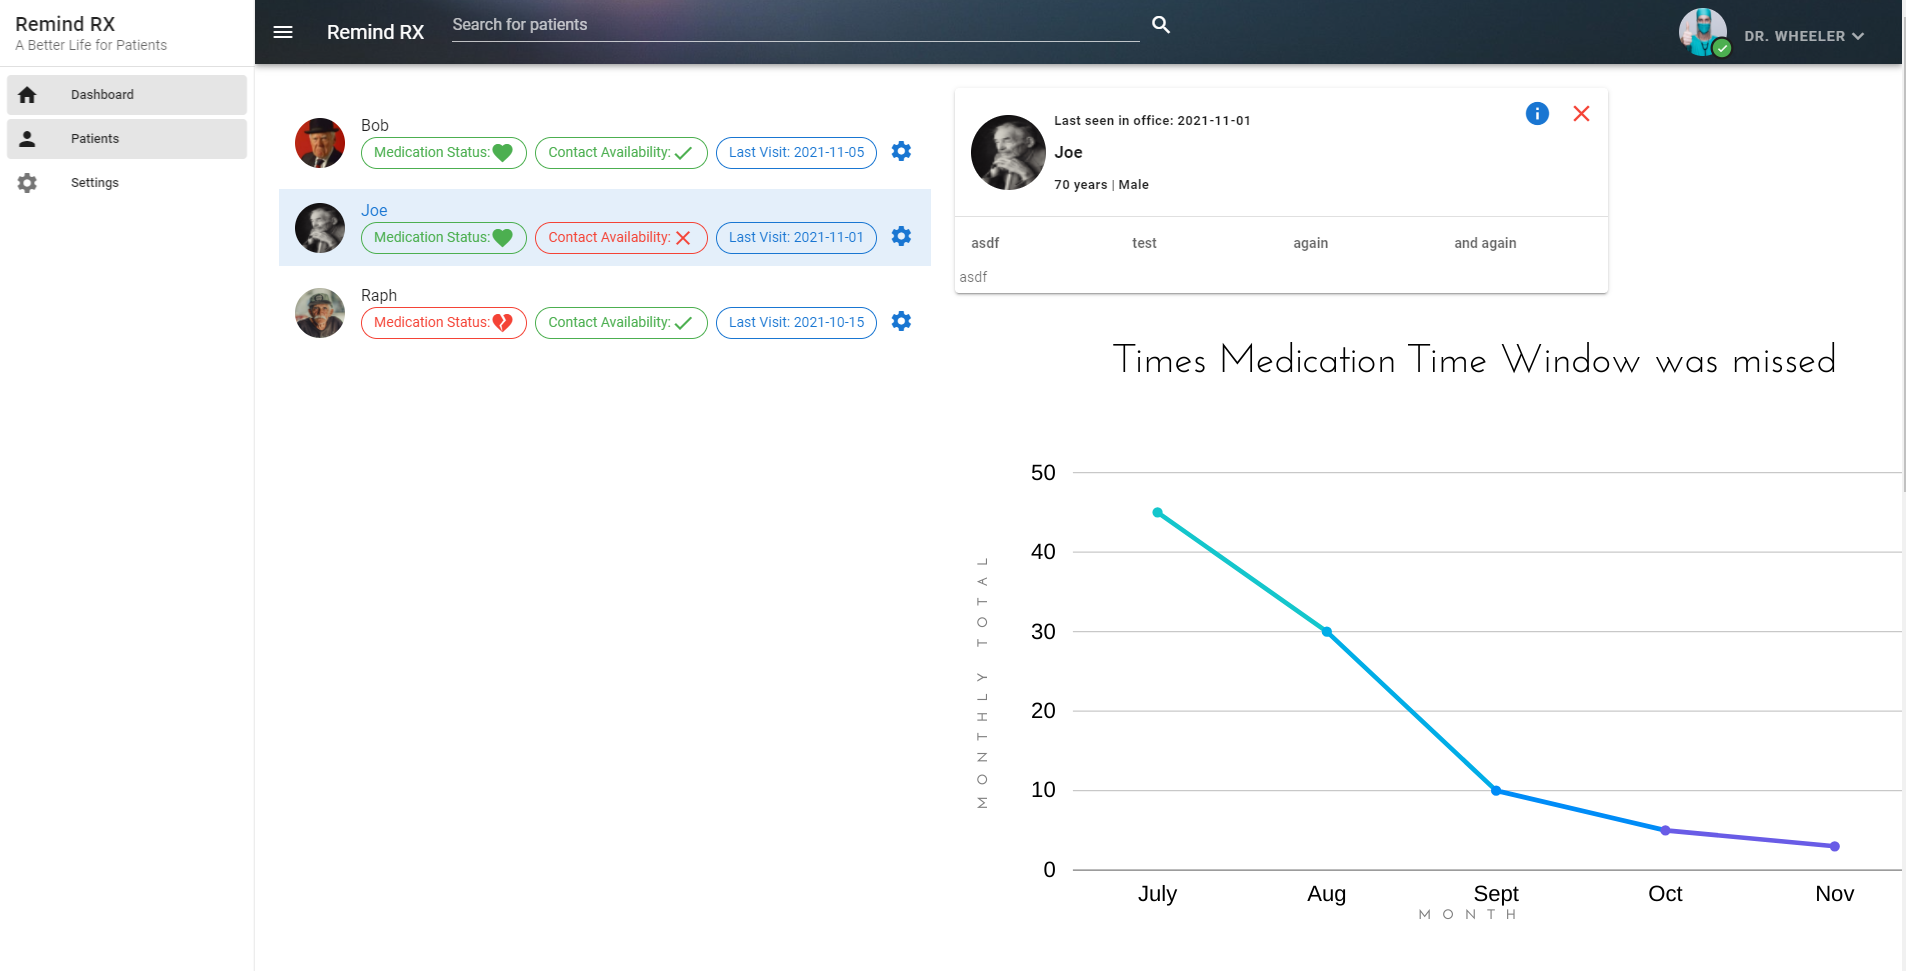 Remind RX
A Better Life for Patients
Dashboard
Patients
Settings
Remind RX
Search for patients
DR. WHEELER
Bob
Medication Status:
Contact Availability:
Last Visit: 2021-11-05
Joe
Medication Status:
Contact Availability:
Last Visit: 2021-11-01
Raph
Medication Status:
Contact Availability:
Last Visit: 2021-10-15
Last seen in office: 2021-11-01
Joe
70 years | Male
asdf test again and again
asdf
Times Medication Time Window was missed
MONTHLY TOTAL
50
40
30
20
10
0
July Aug Sept Oct Nov
MONTH